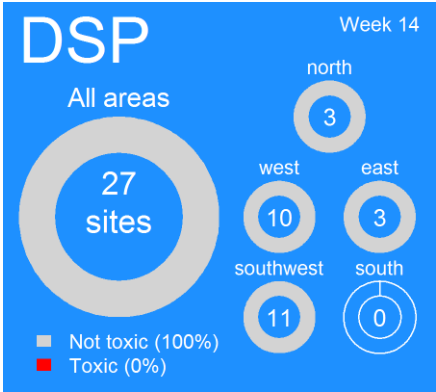 DSP
Week 14
All areas
27
sites
north
3
west
10
east
3
southwest
11
south
0
Not toxic (100%)
Toxic (0%)